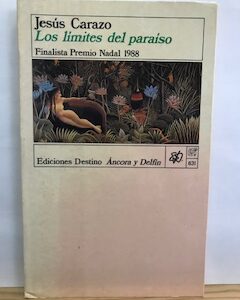 Jesús Carazo
Los límites del paraíso
Finalista Premio Nadal 1988
Ediciones Destino Áncora y Delfín
631